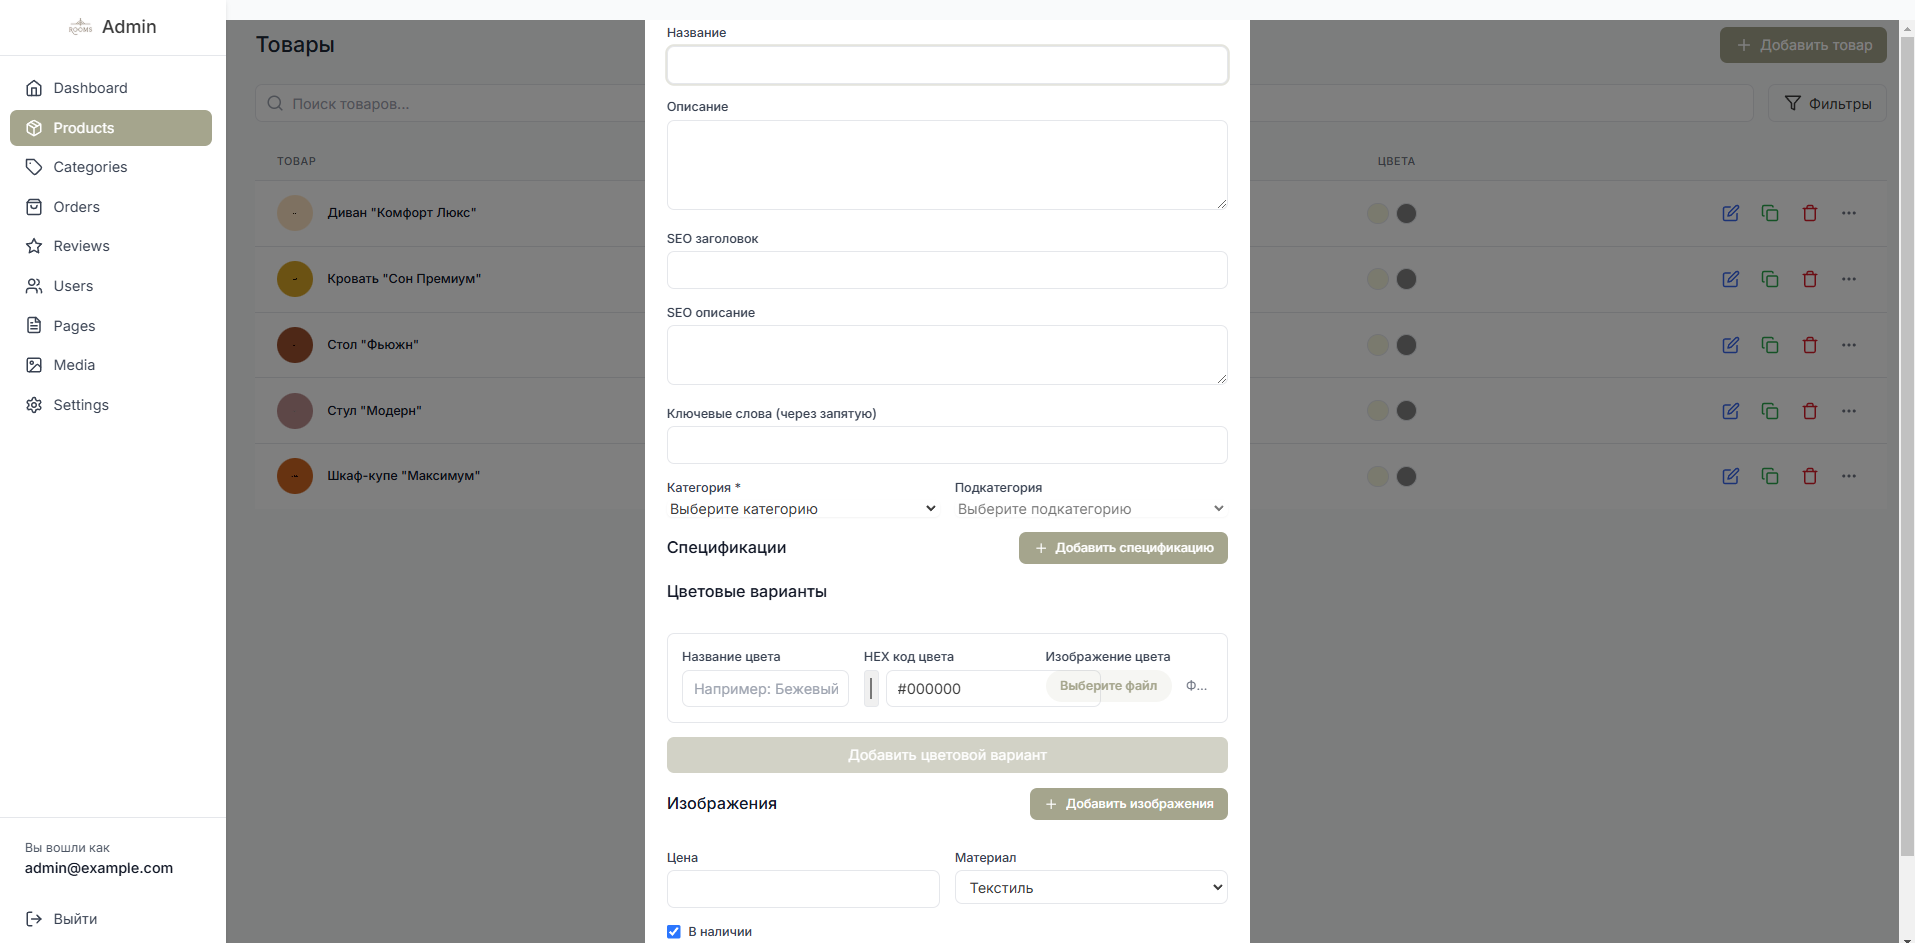 ROOMS
Admin
Dashboard
Products
Categories
Orders
Reviews
Users
Pages
Media
Settings
Вы вошли как
admin@example.com
Выйти
Товары
Добавить товар
Поиск товаров...
Фильтры
ТОВАР
ЦВЕТА
Диван "Комфорт Люкс"
Кровать "Сон Премиум"
Стол "Фьюжн"
Стул "Модерн"
Шкаф-купе "Максимум"
Название
Описание
SEO заголовок
SEO описание
Ключевые слова (через запятую)
Категория *
Подкатегория
Выберите категорию
Выберите подкатегорию
Спецификации
Добавить спецификацию
Цветовые варианты
Название цвета
HEX код цвета
Изображение цвета
Например: Бежевый
#000000
Выберите файл
Ф...
Добавить цветовой вариант
Изображения
Добавить изображения
Цена
Материал
Текстиль
В наличии